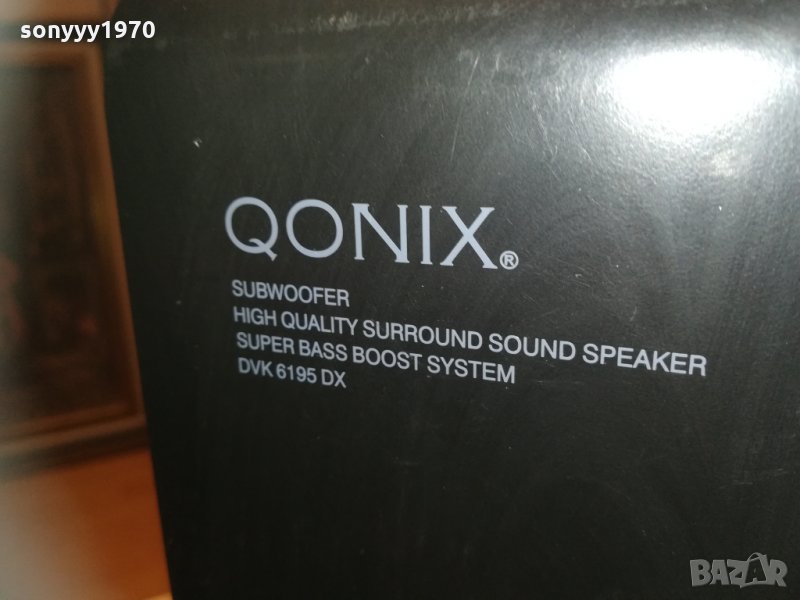 sonyyy1970
QONIX®
SUBWOOFER
HIGH QUALITY SURROUND SOUND SPEAKER
SUPER BASS BOOST SYSTEM
DVK 6195 DX
BAZAR